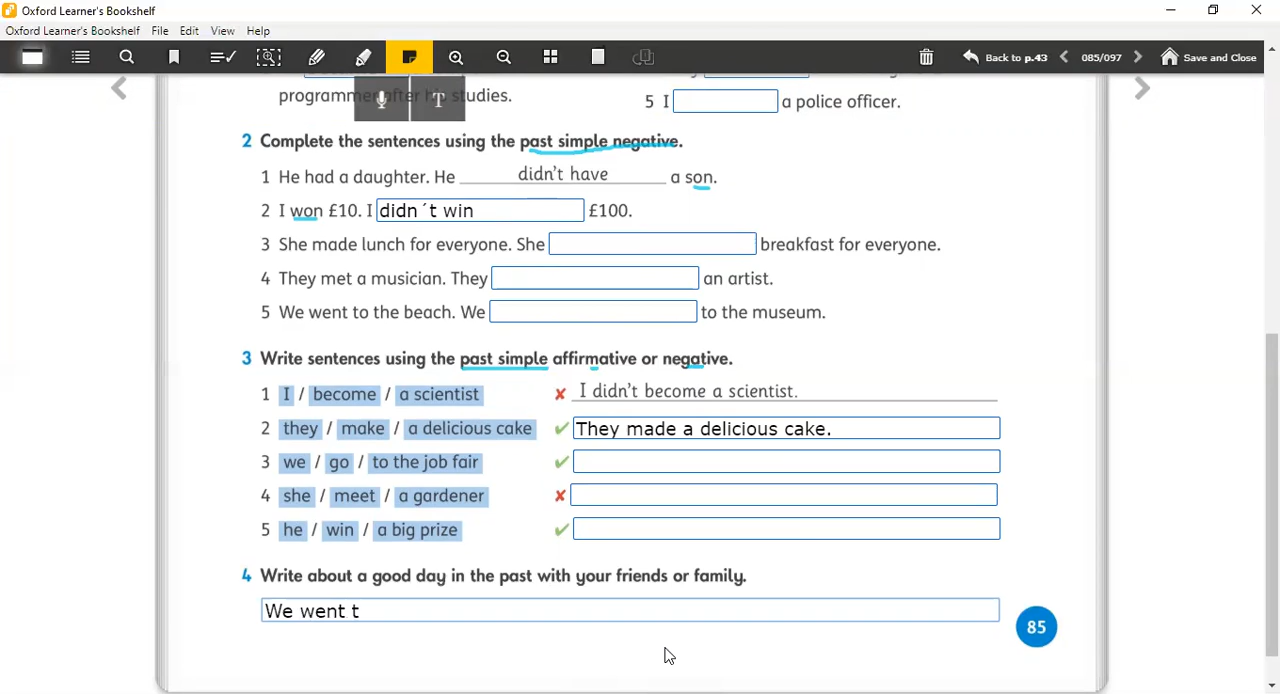 Oxford Learner's Bookshelf
Oxford Learner's Bookshelf File Edit View Help
Back to p.43 085/097 Save and Close
programmer after his studies.
T
5 I a police officer.
2 Complete the sentences using the past simple negative.
1 He had a daughter. He didn't have a son.
2 I won £10. I didn´t win £100.
3 She made lunch for everyone. She breakfast for everyone.
4 They met a musician. They an artist.
5 We went to the beach. We to the museum.
3 Write sentences using the past simple affirmative or negative.
1 I / become / a scientist ✘ I didn't become a scientist.
2 they / make / a delicious cake ✔ They made a delicious cake.
3 we / go / to the job fair ✔
4 she / meet / a gardener ✘
5 he / win / a big prize ✔
4 Write about a good day in the past with your friends or family.
We went t
85